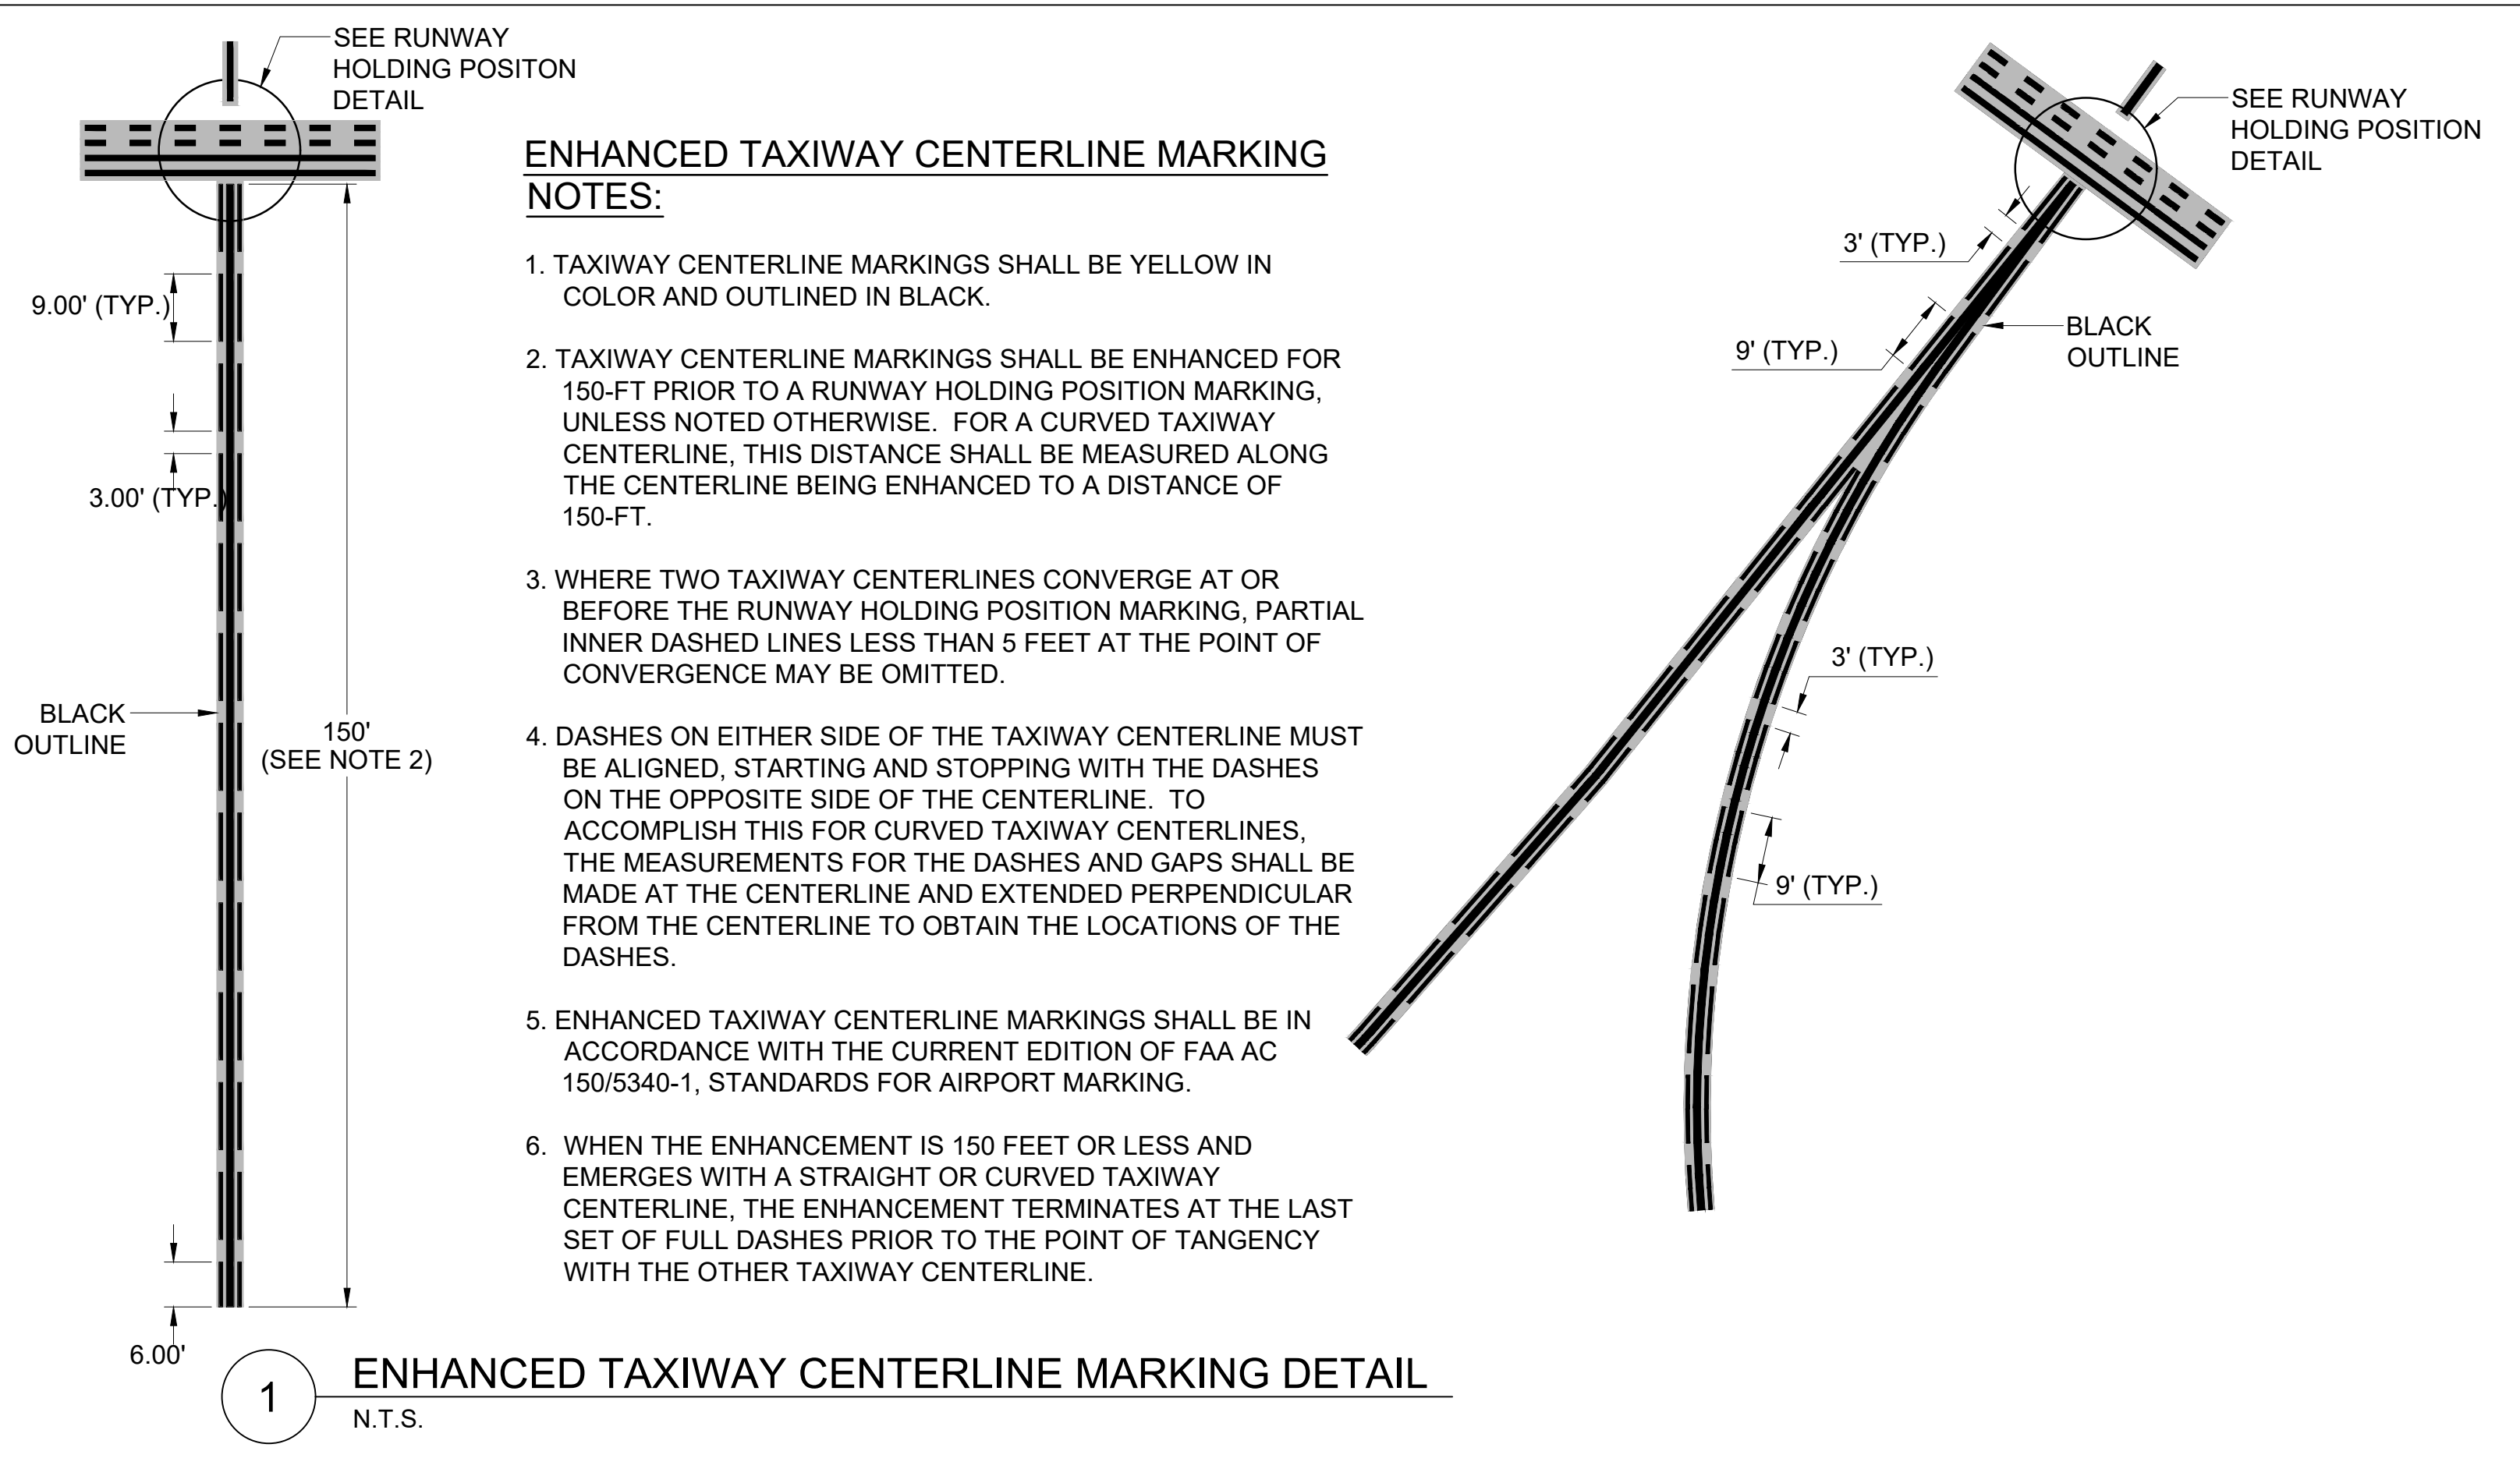 SEE RUNWAY
HOLDING POSITON
DETAIL
9.00' (TYP.)
3.00' (TYP.)
BLACK
OUTLINE
150'
(SEE NOTE 2)
6.00'
ENHANCED TAXIWAY CENTERLINE MARKING
NOTES:
1. TAXIWAY CENTERLINE MARKINGS SHALL BE YELLOW IN
COLOR AND OUTLINED IN BLACK.
2. TAXIWAY CENTERLINE MARKINGS SHALL BE ENHANCED FOR
150-FT PRIOR TO A RUNWAY HOLDING POSITION MARKING,
UNLESS NOTED OTHERWISE. FOR A CURVED TAXIWAY
CENTERLINE, THIS DISTANCE SHALL BE MEASURED ALONG
THE CENTERLINE BEING ENHANCED TO A DISTANCE OF
150-FT.
3. WHERE TWO TAXIWAY CENTERLINES CONVERGE AT OR
BEFORE THE RUNWAY HOLDING POSITION MARKING, PARTIAL
INNER DASHED LINES LESS THAN 5 FEET AT THE POINT OF
CONVERGENCE MAY BE OMITTED.
4. DASHES ON EITHER SIDE OF THE TAXIWAY CENTERLINE MUST
BE ALIGNED, STARTING AND STOPPING WITH THE DASHES
ON THE OPPOSITE SIDE OF THE CENTERLINE. TO
ACCOMPLISH THIS FOR CURVED TAXIWAY CENTERLINES,
THE MEASUREMENTS FOR THE DASHES AND GAPS SHALL BE
MADE AT THE CENTERLINE AND EXTENDED PERPENDICULAR
FROM THE CENTERLINE TO OBTAIN THE LOCATIONS OF THE
DASHES.
5. ENHANCED TAXIWAY CENTERLINE MARKINGS SHALL BE IN
ACCORDANCE WITH THE CURRENT EDITION OF FAA AC
150/5340-1, STANDARDS FOR AIRPORT MARKING.
6. WHEN THE ENHANCEMENT IS 150 FEET OR LESS AND
EMERGES WITH A STRAIGHT OR CURVED TAXIWAY
CENTERLINE, THE ENHANCEMENT TERMINATES AT THE LAST
SET OF FULL DASHES PRIOR TO THE POINT OF TANGENCY
WITH THE OTHER TAXIWAY CENTERLINE.
SEE RUNWAY
HOLDING POSITION
DETAIL
3' (TYP.)
9' (TYP.)
BLACK
OUTLINE
3' (TYP.)
9' (TYP.)
1
ENHANCED TAXIWAY CENTERLINE MARKING DETAIL
N.T.S.